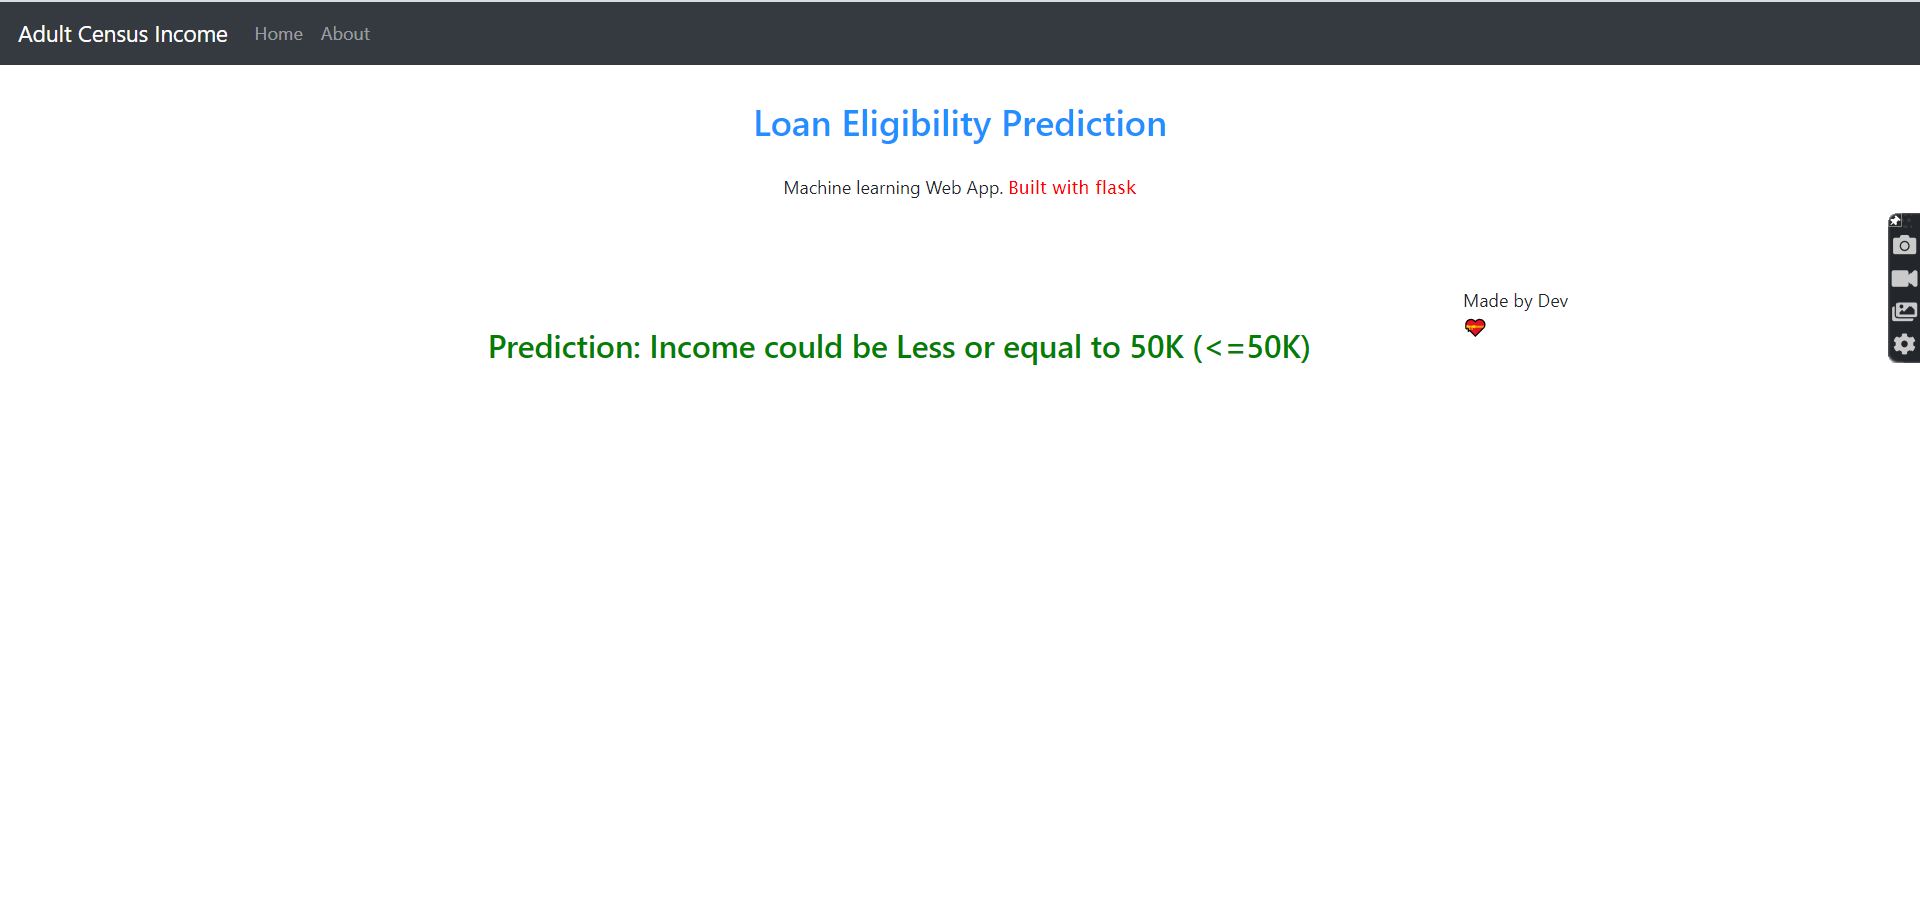 Adult Census Income Home About
Loan Eligibility Prediction
Machine learning Web App. Built with flask
Made by Dev
Prediction: Income could be Less or equal to 50K (<=50K)